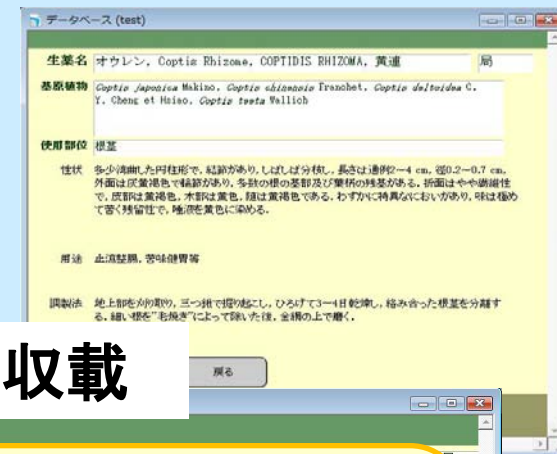 データベース (test)
生薬名 オウレン, Coptis Rhizome, COPTIDIS RHIZOMA, 黄連 局
基原植物 Coptis japonica Makino, Coptis chinensis Franchet, Coptis deltoidea C.
Y. Cheng et Hsiao, Coptis teeta Wallich
使用部位 根茎
性状 多少湾曲した円柱形で, 結節があり, しばしば分枝し, 長さは通例2〜4 cm, 径0.2〜0.7 cm.
外面は灰黄褐色で輪節があり, 多数の根の基部及び葉柄の残基がある. 折面はやや繊維性
で, 皮部は黄褐色, 木部は黄色, 髄は黄褐色である. わずかに特異なにおいがあり, 味は極め
て苦く残留性で, 唾液を黄色に染める.
用途 止瀉整腸, 苦味健胃等
調製法 地上部を刈り取り, 三つ鍬で掘り起こし, ひろげて3〜4日乾燥し, 絡み合った根茎を分離す
る. 細い根を"毛焼き"によって除いた後, 金網の上で磨く.
戻る
収載